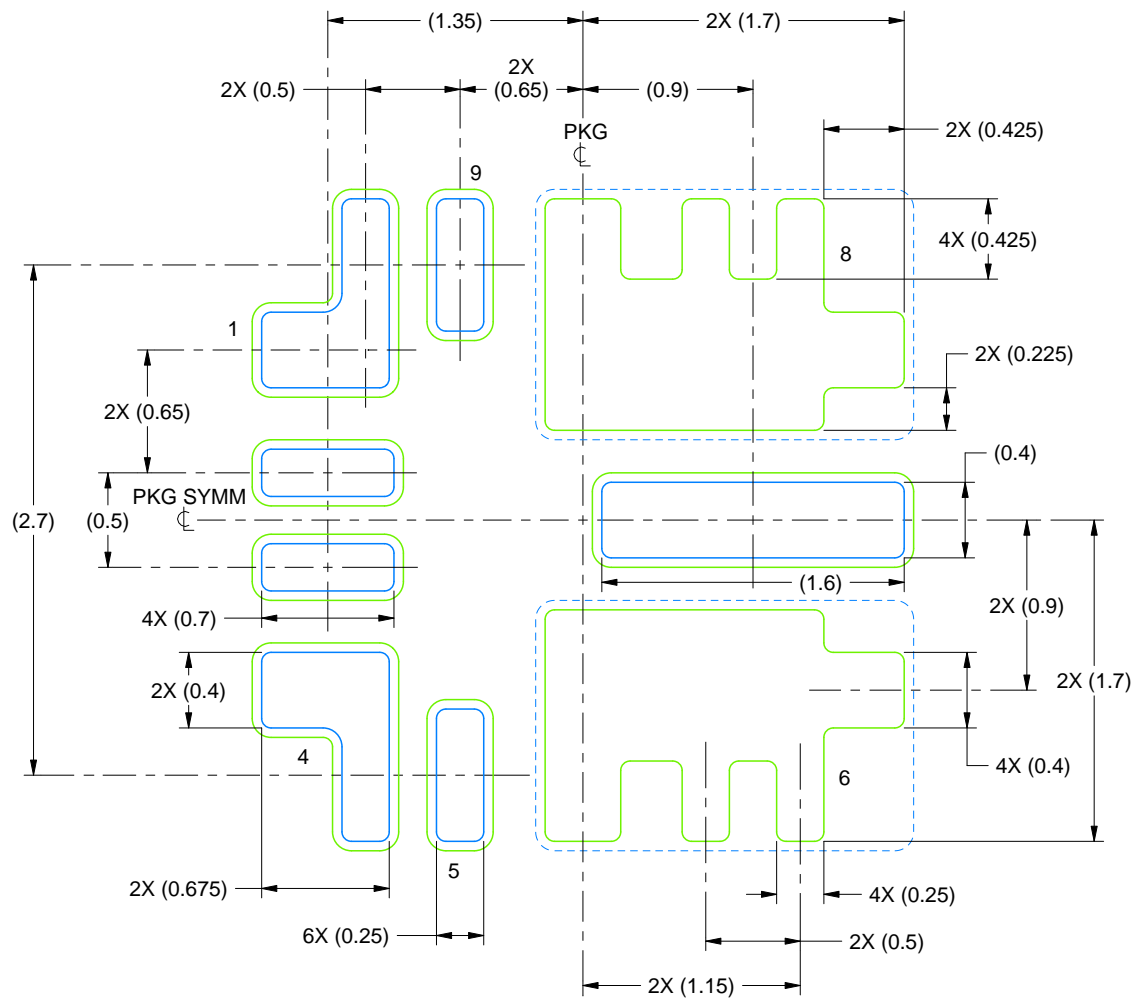 (1.35)
2X (1.7)
2X
(0.65)
2X (0.5)
(0.9)
PKG
℄
2X (0.425)
9
4X (0.425)
8
1
2X (0.225)
2X (0.65)
(0.4)
PKG SYMM
℄
(2.7)
(0.5)
(1.6)
2X (0.9)
4X (0.7)
2X (0.4)
2X (1.7)
4
4X (0.4)
6
5
2X (0.675)
4X (0.25)
6X (0.25)
2X (0.5)
2X (1.15)